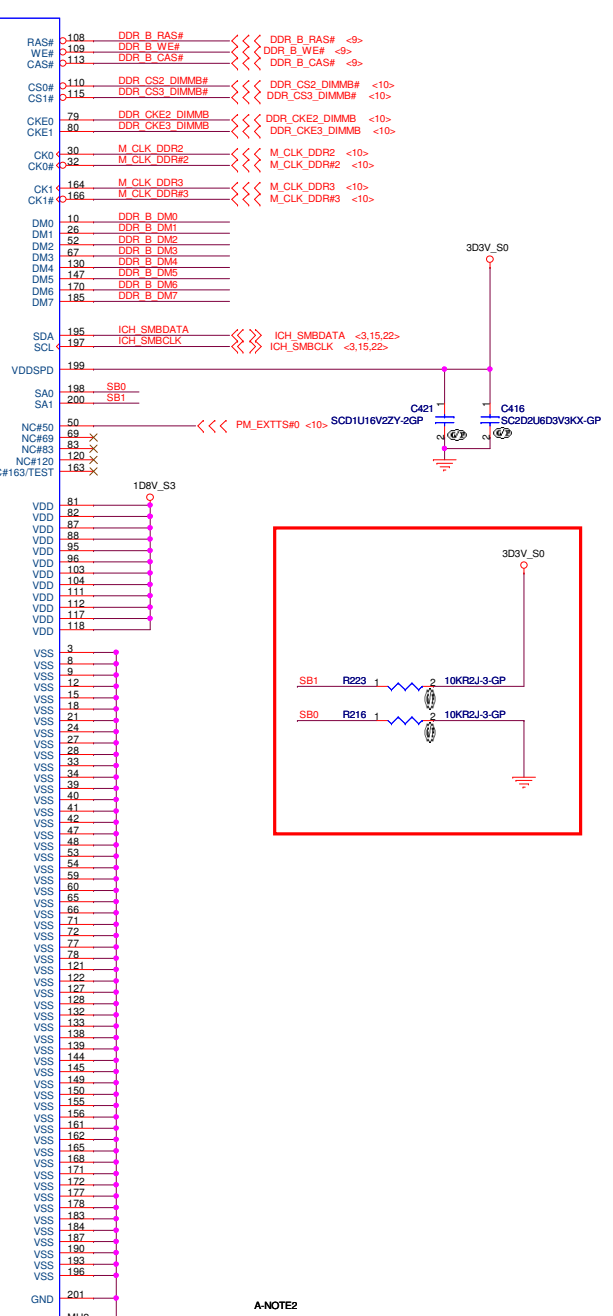 RAS# 108 DDR_B_RAS# DDR_B_RAS# <9>
WE# 109 DDR_B_WE# DDR_B_WE# <9>
CAS# 113 DDR_B_CAS# DDR_B_CAS# <9>
CS0# 110 DDR_CS2_DIMMB# DDR_CS2_DIMMB# <10>
CS1# 115 DDR_CS3_DIMMB# DDR_CS3_DIMMB# <10>
CKE0 79 DDR_CKE2_DIMMB DDR_CKE2_DIMMB <10>
CKE1 80 DDR_CKE3_DIMMB DDR_CKE3_DIMMB <10>
CK0 30 M_CLK_DDR2 M_CLK_DDR2 <10>
CK0# 32 M_CLK_DDR#2 M_CLK_DDR#2 <10>
CK1 164 M_CLK_DDR3 M_CLK_DDR3 <10>
CK1# 166 M_CLK_DDR#3 M_CLK_DDR#3 <10>
DM0 10 DDR_B_DM0
DM1 26 DDR_B_DM1
DM2 52 DDR_B_DM2
DM3 67 DDR_B_DM3
DM4 130 DDR_B_DM4
DM5 147 DDR_B_DM5
DM6 170 DDR_B_DM6
DM7 185 DDR_B_DM7
3D3V_S0
SDA 195 ICH_SMBDATA ICH_SMBDATA <3,15,22>
SCL 197 ICH_SMBCLK ICH_SMBCLK <3,15,22>
VDDSPD 199
SA0 198 SB0
SA1 200 SB1
1 C421 2 SCD1U16V2ZY-2GP
1 C416 2 SC2D2U6D3V3KX-GP
NC#50 50 PM_EXTTS#0 <10>
NC#69 69
NC#83 83
NC#120 120
C#163/TEST 163
1D8V_S3
VDD 81
VDD 82
VDD 87
VDD 88
VDD 95
VDD 96
VDD 103
VDD 104
VDD 111
VDD 112
VDD 117
VDD 118
3D3V_S0
SB1 R223 1 2 10KR2J-3-GP
SB0 R216 1 2 10KR2J-3-GP
VSS 3
VSS 8
VSS 9
VSS 12
VSS 15
VSS 18
VSS 21
VSS 24
VSS 27
VSS 28
VSS 33
VSS 34
VSS 39
VSS 40
VSS 41
VSS 42
VSS 47
VSS 48
VSS 53
VSS 54
VSS 59
VSS 60
VSS 65
VSS 66
VSS 71
VSS 72
VSS 77
VSS 78
VSS 121
VSS 122
VSS 127
VSS 128
VSS 132
VSS 133
VSS 138
VSS 139
VSS 144
VSS 145
VSS 149
VSS 150
VSS 155
VSS 156
VSS 161
VSS 162
VSS 165
VSS 168
VSS 171
VSS 172
VSS 177
VSS 178
VSS 183
VSS 184
VSS 187
VSS 190
VSS 193
VSS 196
GND 201
A-NOTE2